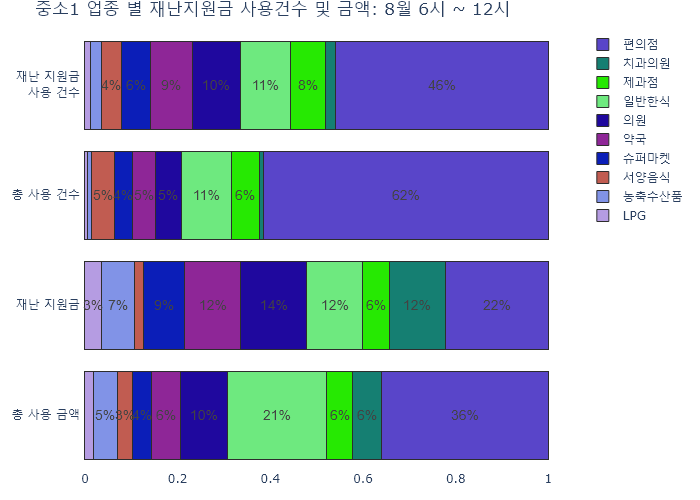 중소1 업종 별 재난지원금 사용건수 및 금액: 8월 6시 ~ 12시
재난 지원금
사용 건수
4%
6%
9%
10%
11%
8%
46%
총 사용 건수
5%
4%
5%
5%
11%
6%
62%
재난 지원금
3%
7%
9%
12%
14%
12%
6%
12%
22%
총 사용 금액
5%
3%
4%
6%
10%
21%
6%
6%
36%
0
0.2
0.4
0.6
0.8
1
편의점
치과의원
제과점
일반한식
의원
약국
슈퍼마켓
서양음식
농축수산품
LPG